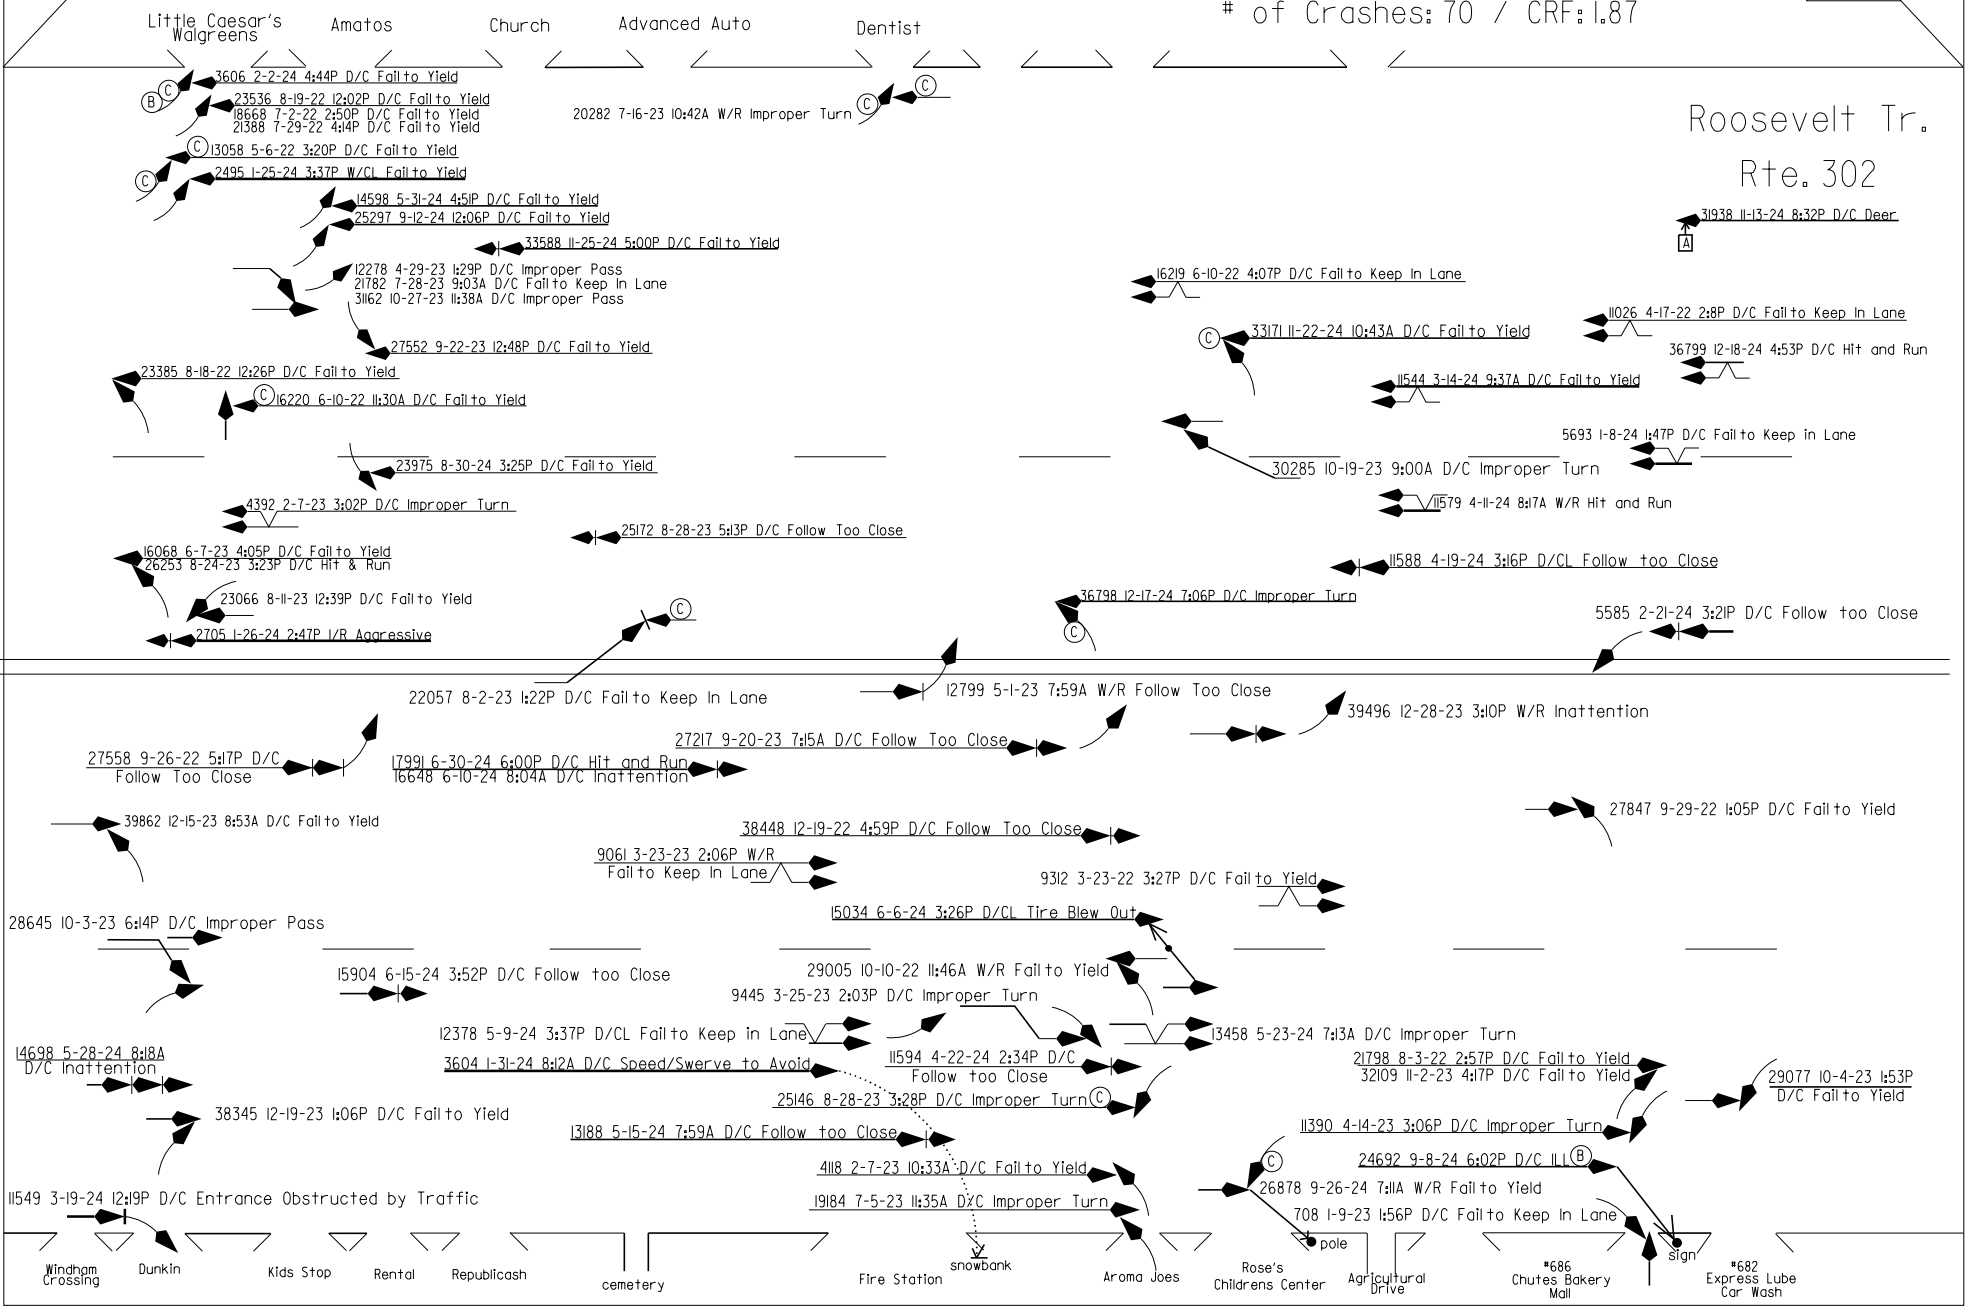 # of Crashes: 70 / CRF: 1.87
Little Caesar's
Walgreens
Amatos
Church
Advanced Auto
Dentist
Roosevelt Tr.
Rte. 302
3606 2-2-24 4:44P D/C Fail to Yield
C
B
23536 8-19-22 12:02P D/C Fail to Yield
18668 7-2-22 2:50P D/C Fail to Yield
21388 7-29-22 4:14P D/C Fail to Yield
C
C
20282 7-16-23 10:42A W/R Improper Turn
C
13058 5-6-22 3:20P D/C Fail to Yield
C
2495 1-25-24 3:37P W/CL Fail to Yield
14598 5-31-24 4:51P D/C Fail to Yield
25297 9-12-24 12:06P D/C Fail to Yield
33588 11-25-24 5:00P D/C Fail to Yield
31938 11-13-24 8:32P D/C Deer
A
12278 4-29-23 1:29P D/C Improper Pass
21782 7-28-23 9:03A D/C Fail to Keep In Lane
31162 10-27-23 11:38A D/C Improper Pass
16219 6-10-22 4:07P D/C Fail to Keep In Lane
11026 4-17-22 2:8P D/C Fail to Keep In Lane
C
33171 11-22-24 10:43A D/C Fail to Yield
27552 9-22-23 12:48P D/C Fail to Yield
36799 12-18-24 4:53P D/C Hit and Run
23385 8-18-22 12:26P D/C Fail to Yield
11544 3-14-24 9:37A D/C Fail to Yield
C
16220 6-10-22 11:30A D/C Fail to Yield
5693 1-8-24 1:47P D/C Fail to Keep in Lane
23975 8-30-24 3:25P D/C Fail to Yield
30285 10-19-23 9:00A D/C Improper Turn
4392 2-7-23 3:02P D/C Improper Turn
11579 4-11-24 8:17A W/R Hit and Run
25172 8-28-23 5:13P D/C Follow Too Close
16068 6-7-23 4:05P D/C Fail to Yield
26253 8-24-23 3:23P D/C Hit & Run
11588 4-19-24 3:16P D/CL Follow too Close
23066 8-11-23 12:39P D/C Fail to Yield
C
36798 12-17-24 7:06P D/C Improper Turn
C
5585 2-21-24 3:21P D/C Follow too Close
2705 1-26-24 2:47P I/R Aggressive
22057 8-2-23 1:22P D/C Fail to Keep In Lane
12799 5-1-23 7:59A W/R Follow Too Close
39496 12-28-23 3:10P W/R Inattention
27217 9-20-23 7:15A D/C Follow Too Close
27558 9-26-22 5:17P D/C
Follow Too Close
17991 6-30-24 6:00P D/C Hit and Run
16648 6-10-24 8:04A D/C Inattention
39862 12-15-23 8:53A D/C Fail to Yield
27847 9-29-22 1:05P D/C Fail to Yield
38448 12-19-22 4:59P D/C Follow Too Close
9061 3-23-23 2:06P W/R
Fail to Keep In Lane
9312 3-23-22 3:27P D/C Fail to Yield
15034 6-6-24 3:26P D/CL Tire Blew Out
28645 10-3-23 6:14P D/C Improper Pass
15904 6-15-24 3:52P D/C Follow too Close
29005 10-10-22 11:46A W/R Fail to Yield
9445 3-25-23 2:03P D/C Improper Turn
12378 5-9-24 3:37P D/CL Fail to Keep in Lane
13458 5-23-24 7:13A D/C Improper Turn
14698 5-28-24 8:18A
D/C Inattention
3604 1-31-24 8:12A D/C Speed/Swerve to Avoid
11594 4-22-24 2:34P D/C
Follow too Close
21798 8-3-22 2:57P D/C Fail to Yield
32109 11-2-23 4:17P D/C Fail to Yield
29077 10-4-23 1:53P
D/C Fail to Yield
25146 8-28-23 3:28P D/C Improper Turn
C
38345 12-19-23 1:06P D/C Fail to Yield
13188 5-15-24 7:59A D/C Follow too Close
11390 4-14-23 3:06P D/C Improper Turn
4118 2-7-23 10:33A D/C Fail to Yield
C
24692 9-8-24 6:02P D/C ILL
B
11549 3-19-24 12:19P D/C Entrance Obstructed by Traffic
19184 7-5-23 11:35A D/C Improper Turn
26878 9-26-24 7:11A W/R Fail to Yield
708 1-9-23 1:56P D/C Fail to Keep In Lane
pole
sign
snowbank
Windham
Crossing
Dunkin
Kids Stop
Rental
Republicash
cemetery
Fire Station
Aroma Joes
Rose's
Childrens Center
Agricultural
Drive
#686
Chutes Bakery
Mall
#682
Express Lube
Car Wash